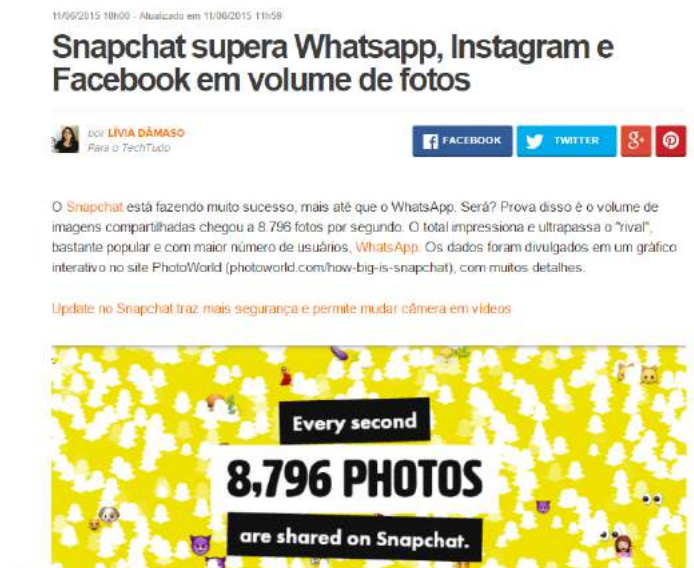 11/06/2015 10h00 - Atualizado em 11/06/2015 11h58
Snapchat supera Whatsapp, Instagram e
Facebook em volume de fotos
por LÍVIA DÂMASO
Para o TechTudo
FACEBOOK
TWITTER
g+
O Snapchat está fazendo muito sucesso, mais até que o WhatsApp. Será? Prova disso é o volume de
imagens compartilhadas chegou a 8.796 fotos por segundo. O total impressiona e ultrapassa o "rival",
bastante popular e com maior número de usuários, WhatsApp. Os dados foram divulgados em um gráfico
interativo no site PhotoWorld (photoworld.com/how-big-is-snapchat), com muitos detalhes.
Update no Snapchat traz mais segurança e permite mudar câmera em vídeos
Every second
8,796 PHOTOS
are shared on Snapchat.